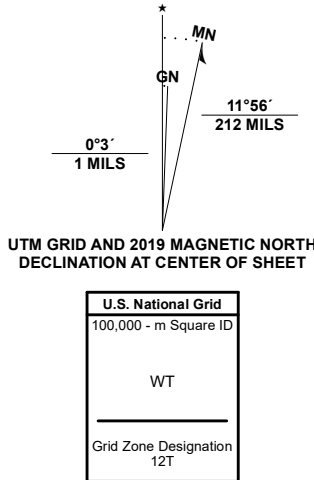 ★
MN
GN
11°56´
212 MILS
0°3´
1 MILS
UTM GRID AND 2019 MAGNETIC NORTH
DECLINATION AT CENTER OF SHEET
U.S. National Grid
100,000 - m Square ID
WT
Grid Zone Designation
12T